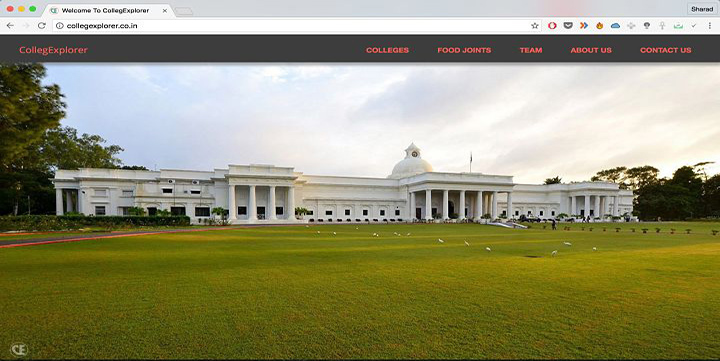 Welcome To CollegExplorer
Sharad
collegexplorer.co.in
CollegExplorer
COLLEGES
FOOD JOINTS
TEAM
ABOUT US
CONTACT US
CE